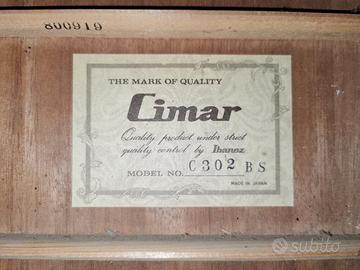 800919
THE MARK OF QUALITY
Cimar
Quality product under strict
quality control by Ibanez
MODEL NO. C302 BS
MADE IN JAPAN
subito